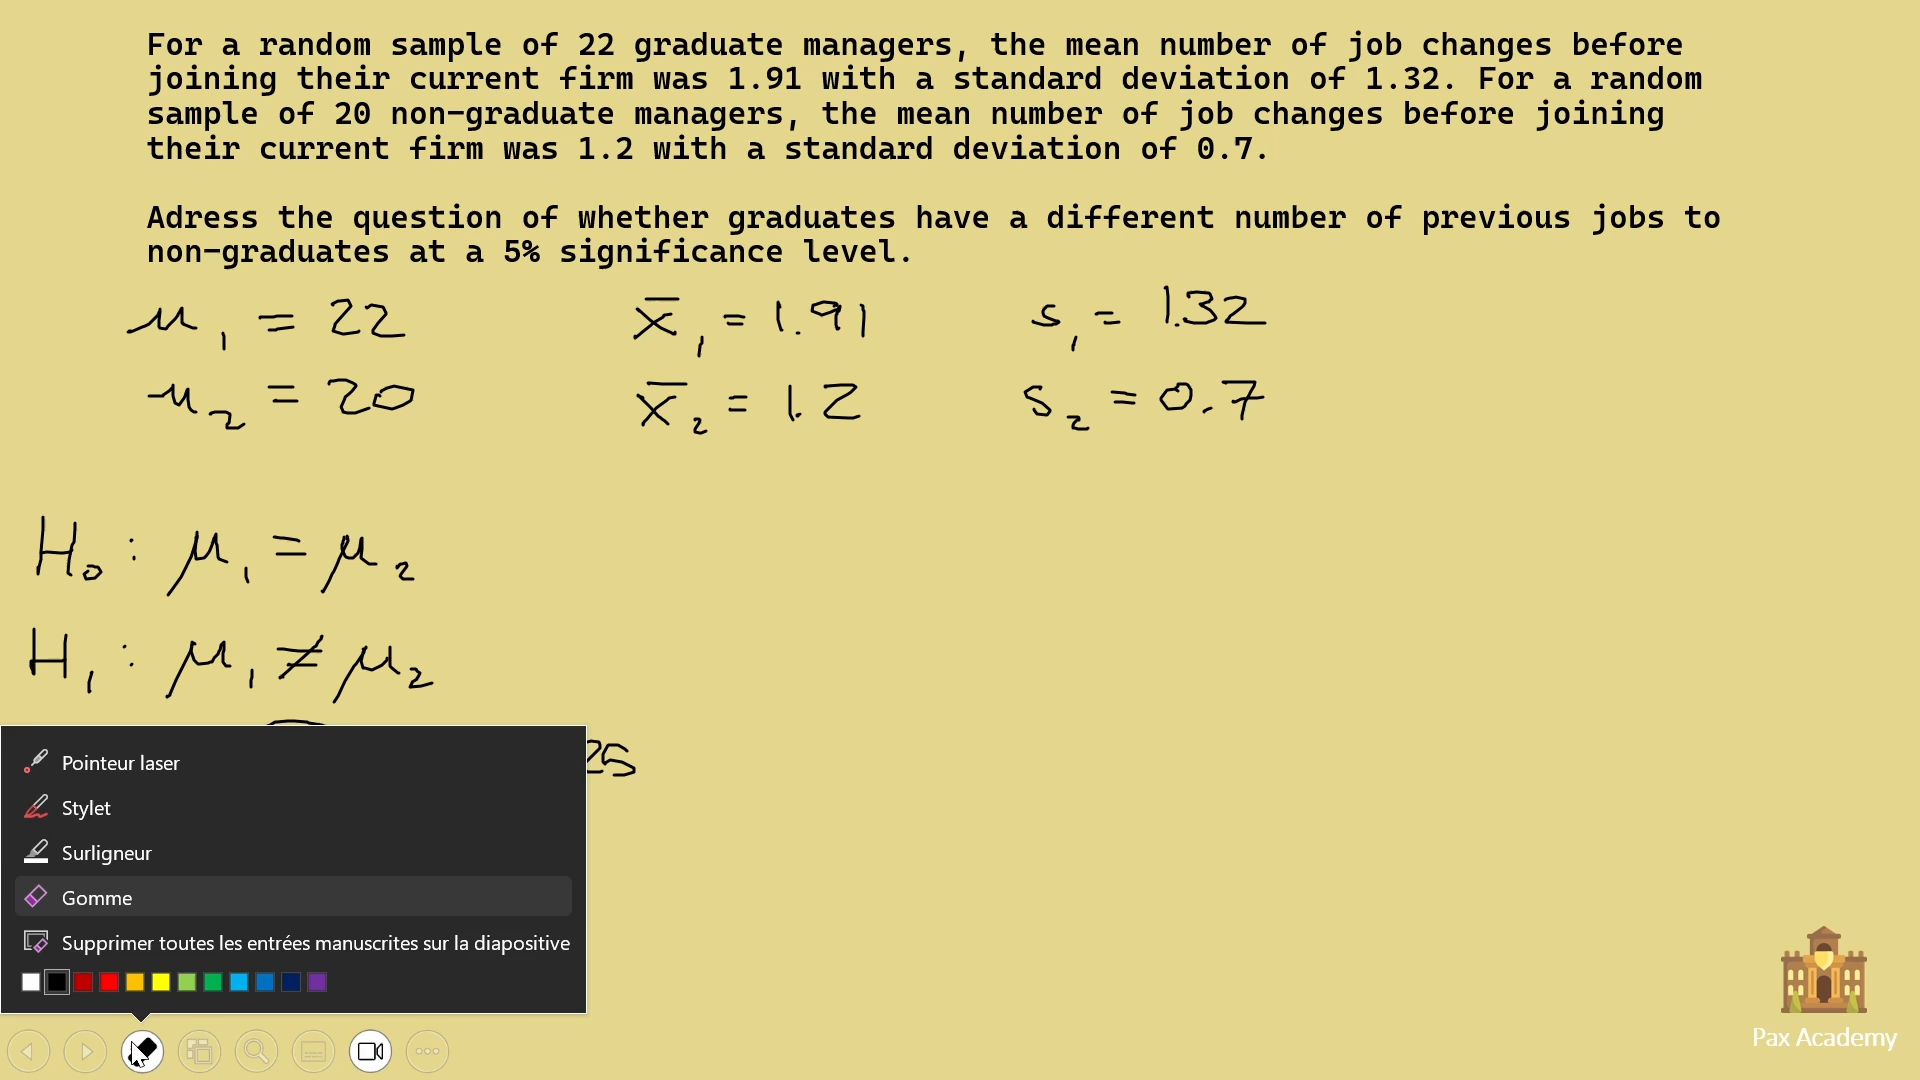 For a random sample of 22 graduate managers, the mean number of job changes before
joining their current firm was 1.91 with a standard deviation of 1.32. For a random
sample of 20 non-graduate managers, the mean number of job changes before joining
their current firm was 1.2 with a standard deviation of 0.7.
Adress the question of whether graduates have a different number of previous jobs to
non-graduates at a 5% significance level.
n₁ = 22 x̄₁ = 1.91 s₁ = 1.32
n₂ = 20 x̄₂ = 1.2 s₂ = 0.7
H₀ : μ₁ = μ₂
H₁ : μ₁ ≠ μ₂
25
Pointeur laser
Stylet
Surligneur
Gomme
Supprimer toutes les entrées manuscrites sur la diapositive
Pax Academy